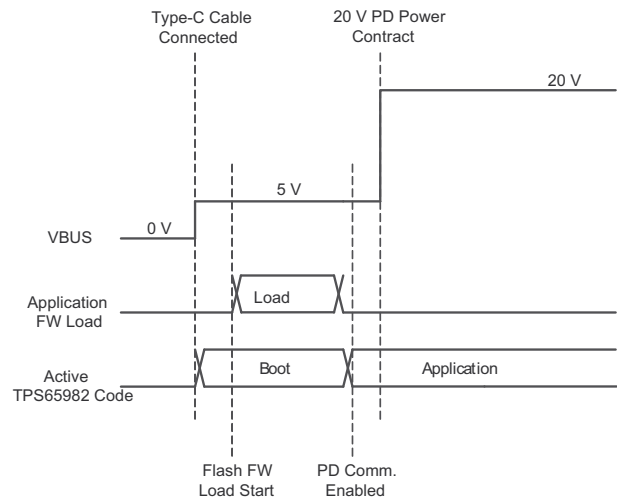 Type-C Cable
Connected
20 V PD Power
Contract
20 V
5 V
0 V
VBUS
Application
FW Load
Load
Active
TPS65982 Code
Boot
Application
Flash FW
Load Start
PD Comm.
Enabled